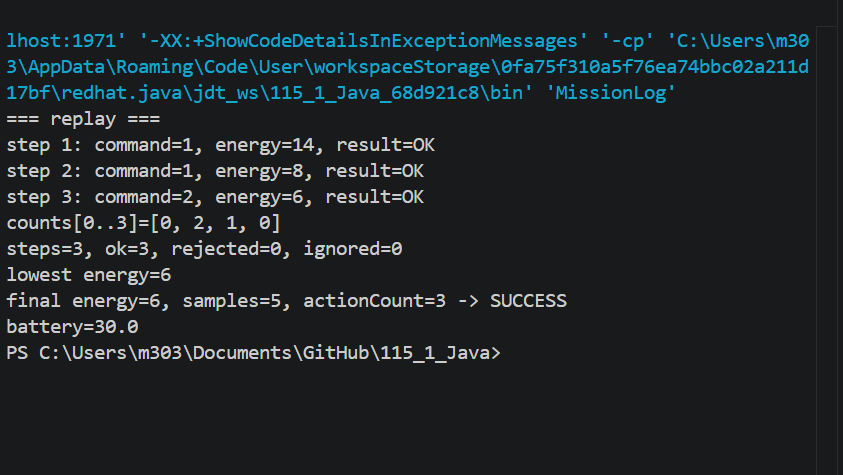 lhost:1971' '-XX:+ShowCodeDetailsInExceptionMessages' '-cp' 'C:\Users\m30
3\AppData\Roaming\Code\User\workspaceStorage\0fa75f310a5f76ea74bbc02a211d
17bf\redhat.java\jdt_ws\115_1_Java_68d921c8\bin' 'MissionLog'
=== replay ===
step 1: command=1, energy=14, result=OK
step 2: command=1, energy=8, result=OK
step 3: command=2, energy=6, result=OK
counts[0..3]=[0, 2, 1, 0]
steps=3, ok=3, rejected=0, ignored=0
lowest energy=6
final energy=6, samples=5, actionCount=3 -> SUCCESS
battery=30.0
PS C:\Users\m303\Documents\GitHub\115_1_Java>